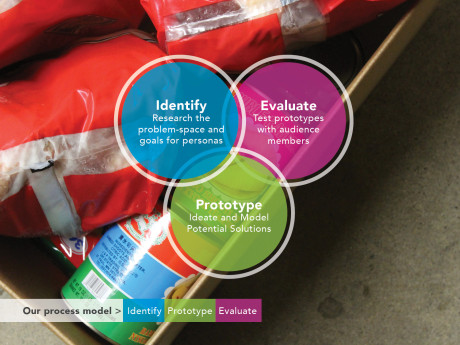 Identify
Research the
problem-space and
goals for personas
Evaluate
Test prototypes
with audience
members
Prototype
Ideate and Model
Potential Solutions
Our process model > Identify Prototype Evaluate